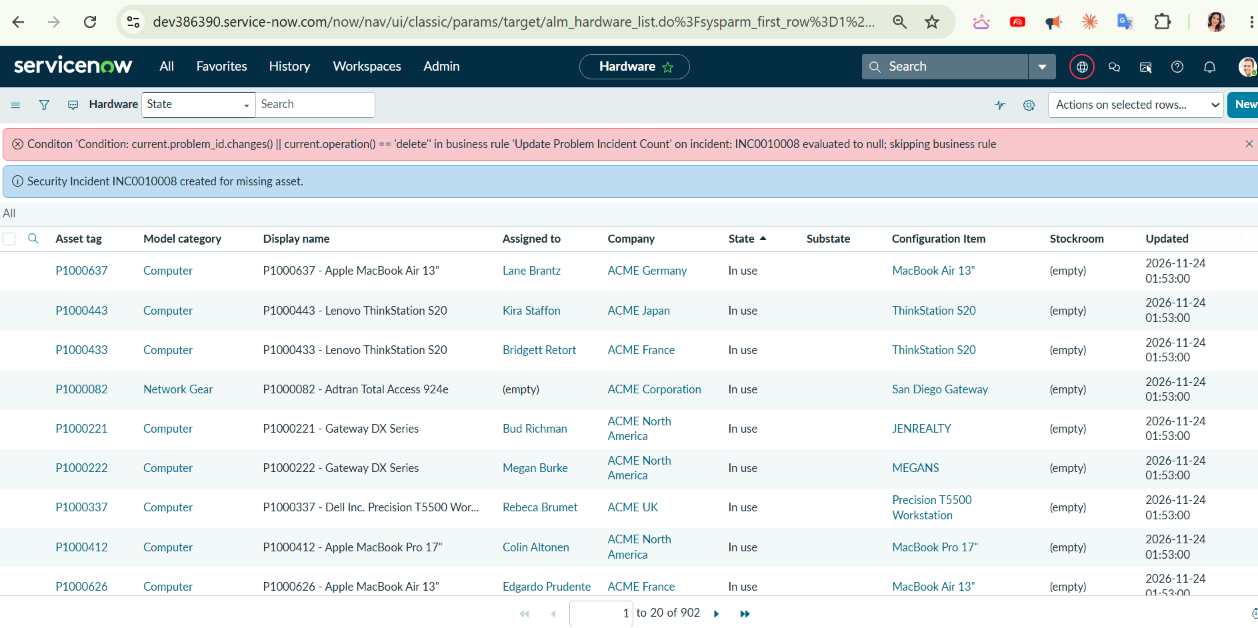 dev386390.service-now.com/now/nav/ui/classic/params/target/alm_hardware_list.do%3Fsysparm_first_row%3D1%2...
servicenow All Favorites History Workspaces Admin Hardware Search
Hardware State Search Actions on selected rows... New
Conditon 'Condition: current.problem_id.changes() || current.operation() == 'delete'' in business rule 'Update Problem Incident Count' on incident: INC0010008 evaluated to null; skipping business rule
Security Incident INC0010008 created for missing asset.
All
Asset tag Model category Display name Assigned to Company State Substate Configuration Item Stockroom Updated
P1000637 Computer P1000637 - Apple MacBook Air 13" Lane Brantz ACME Germany In use MacBook Air 13" (empty) 2026-11-24
01:53:00
P1000443 Computer P1000443 - Lenovo ThinkStation S20 Kira Staffon ACME Japan In use ThinkStation S20 (empty) 2026-11-24
01:53:00
P1000433 Computer P1000433 - Lenovo ThinkStation S20 Bridgett Retort ACME France In use ThinkStation S20 (empty) 2026-11-24
01:53:00
P1000082 Network Gear P1000082 - Adtran Total Access 924e (empty) ACME Corporation In use San Diego Gateway (empty) 2026-11-24
01:53:00
P1000221 Computer P1000221 - Gateway DX Series Bud Richman ACME North In use JENREALTY (empty) 2026-11-24
America 01:53:00
P1000222 Computer P1000222 - Gateway DX Series Megan Burke ACME North In use MEGANS (empty) 2026-11-24
America 01:53:00
P1000337 Computer P1000337 - Dell Inc. Precision T5500 Wor... Rebeca Brumet ACME UK In use Precision T5500 (empty) 2026-11-24
Workstation 01:53:00
P1000412 Computer P1000412 - Apple MacBook Pro 17" Colin Altonen ACME North In use MacBook Pro 17" (empty) 2026-11-24
America 01:53:00
P1000626 Computer P1000626 - Apple MacBook Air 13" Edgardo Prudente ACME France In use MacBook Air 13" (empty) 2026-11-24
01:53:00
1 to 20 of 902